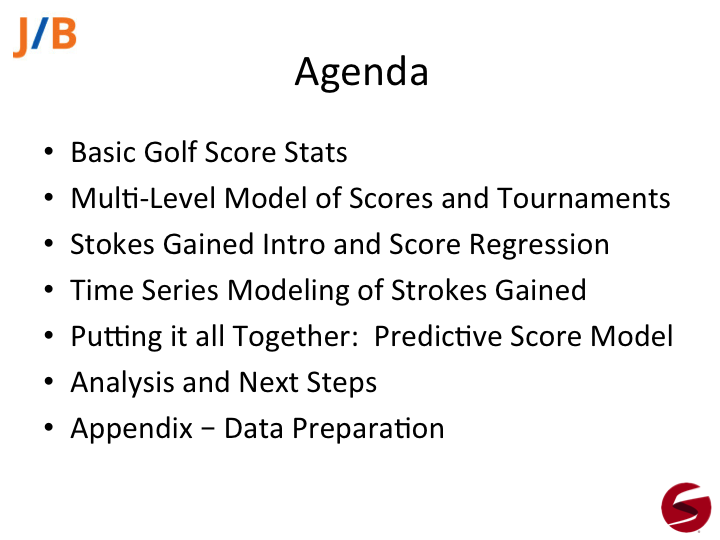 J/B
Agenda
• Basic Golf Score Stats
• Multi-Level Model of Scores and Tournaments
• Stokes Gained Intro and Score Regression
• Time Series Modeling of Strokes Gained
• Putting it all Together:  Predictive Score Model
• Analysis and Next Steps
• Appendix – Data Preparation